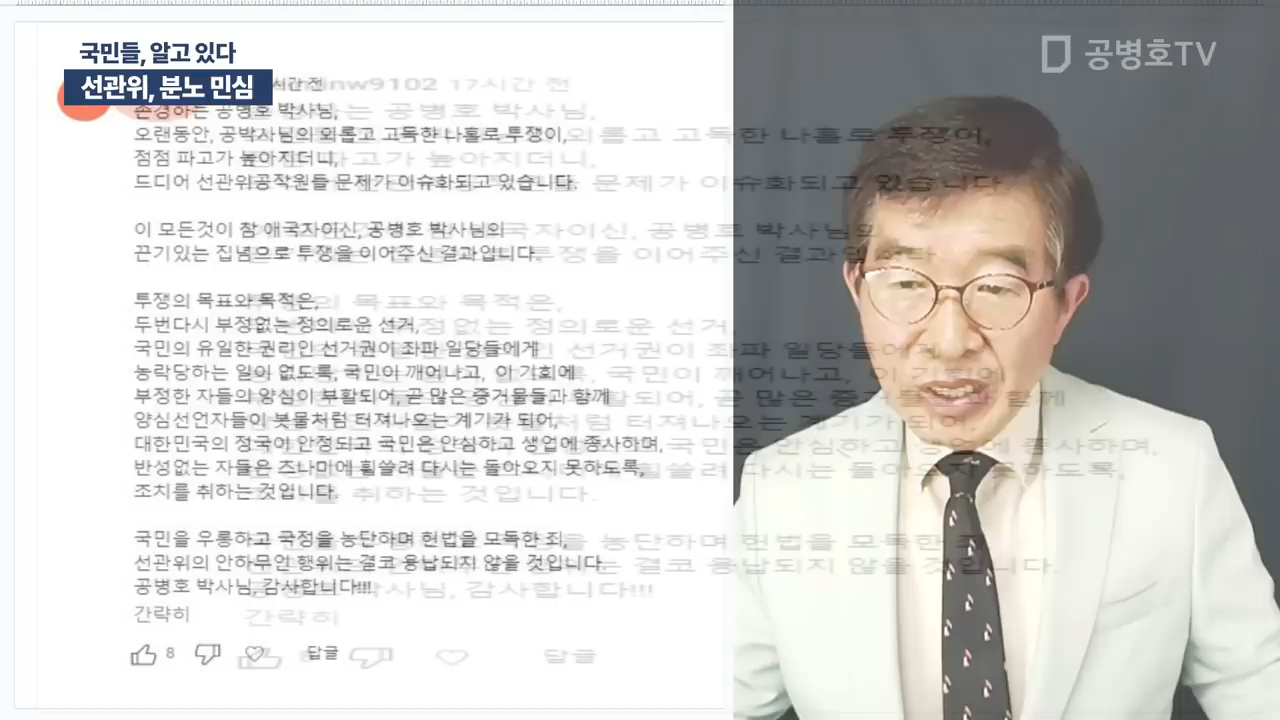 국민들, 알고 있다
선관위, 분노 민심
공병호TV
nw9102 17시간 전
존경하는 공병호 박사님,
오랜동안, 공박사님의 외롭고 고독한 나홀로 투쟁이,
점점 파고가 높아지더니,
드디어 선관위공작원들 문제가 이슈화되고 있습니다.
이 모든것이 참 애국자이신, 공병호 박사님의
끈기있는 집념으로 투쟁을 이어주신 결과입니다.
투쟁의 목표와 목적은,
두번다시 부정없는 정의로운 선거,
국민의 유일한 권리인 선거권이 좌파 일당들에게
농락당하는 일이 없도록, 국민이 깨어나고, 이 기회에
부정한 자들의 양심이 부활되어, 곧 많은 증거물들과 함께
양심선언자들이 봇물처럼 터져나오는 계기가 되어,
대한민국의 정국이 안정되고 국민은 안심하고 생업에 종사하며,
반성없는 자들은 츠나미에 휩쓸려 다시는 돌아오지 못하도록,
조치를 취하는 것입니다.
국민을 우롱하고 국정을 농단하며 헌법을 모독한 죄,
선관위의 안하무인 행위는 결코 용납되지 않을 것입니다.
공병호 박사님, 감사합니다!!!
간략히
8 답글
답글